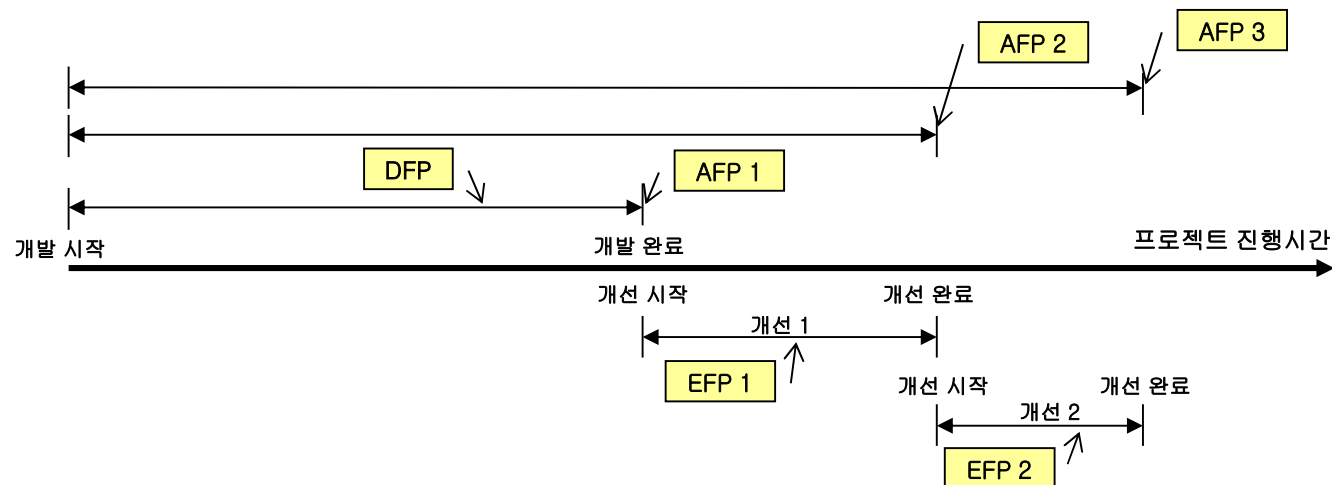 AFP 3
AFP 2
DFP
AFP 1
개발 시작
개발 완료
프로젝트 진행시간
개선 시작
개선 완료
개선 1
EFP 1
개선 시작
개선 완료
개선 2
EFP 2